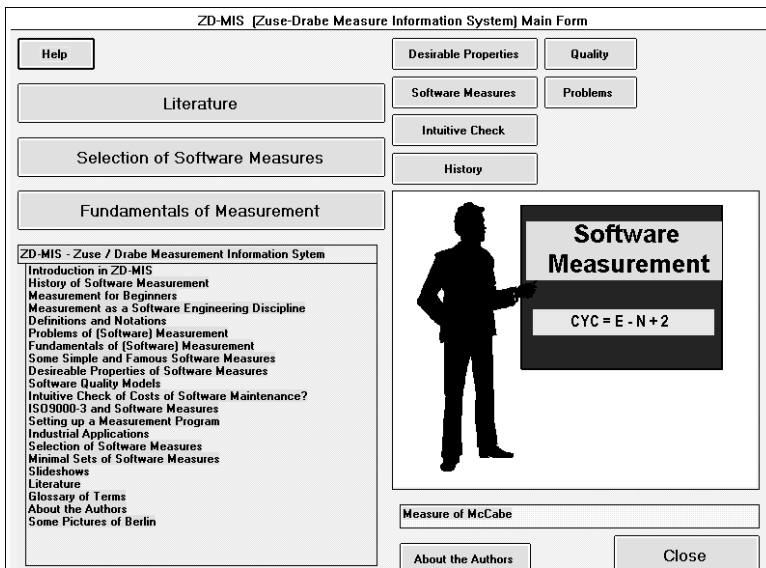 ZD-MIS (Zuse-Drabe Measure Information System) Main Form
Help
Literature
Selection of Software Measures
Fundamentals of Measurement
Desirable Properties
Quality
Software Measures
Problems
Intuitive Check
History
ZD-MIS - Zuse / Drabe Measurement Information Sytem
Introduction in ZD-MIS
History of Software Measurement
Measurement for Beginners
Measurement as a Software Engineering Discipline
Definitions and Notations
Problems of (Software) Measurement
Fundamentals of (Software) Measurement
Some Simple and Famous Software Measures
Desireable Properties of Software Measures
Software Quality Models
Intuitive Check of Costs of Software Maintenance?
ISO9000-3 and Software Measures
Setting up a Measurement Program
Industrial Applications
Selection of Software Measures
Minimal Sets of Software Measures
Slideshows
Literature
Glossary of Terms
About the Authors
Some Pictures of Berlin
Software
Measurement
CYC = E - N + 2
Measure of McCabe
About the Authors
Close